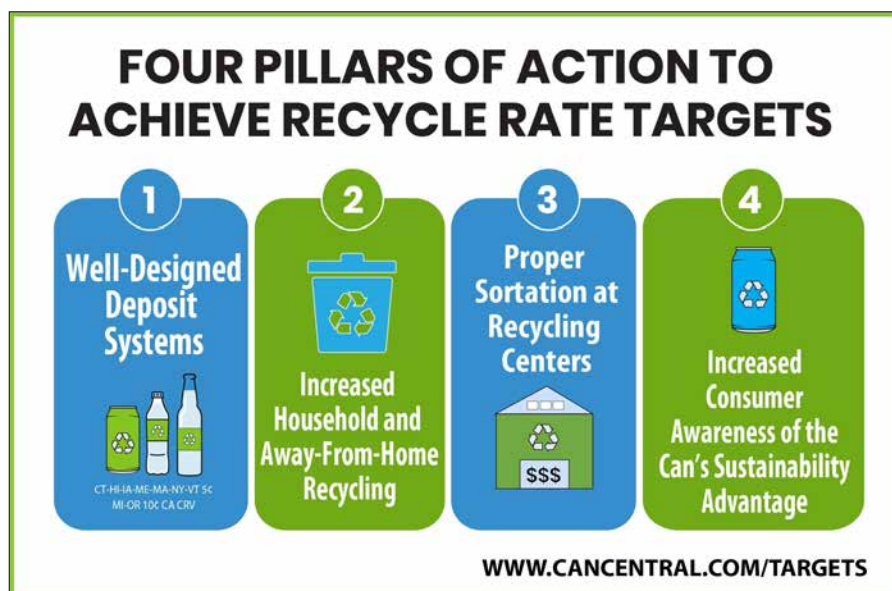 FOUR PILLARS OF ACTION TO
ACHIEVE RECYCLE RATE TARGETS
1
Well-Designed
Deposit
Systems
CT-HI-IA-ME-MA-NY-VT 5¢
MI-OR 10¢ CA CRV
2
Increased
Household and
Away-From-Home
Recycling
3
Proper
Sortation at
Recycling
Centers
$$$
4
Increased
Consumer
Awareness of the
Can's Sustainability
Advantage
WWW.CANCENTRAL.COM/TARGETS